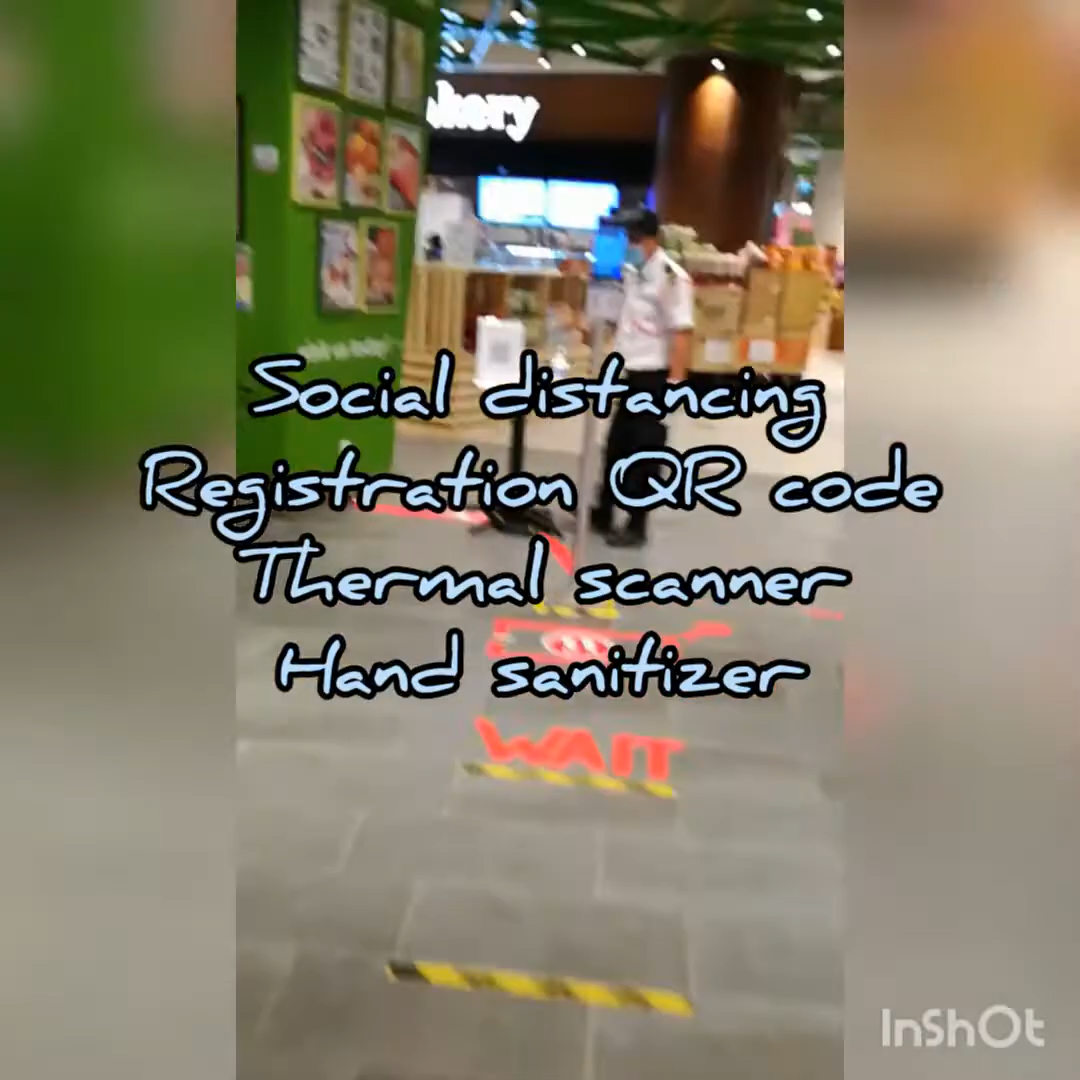 kery
Social distancing
Registration QR code
Thermal scanner
Hand sanitizer
WAIT
InShOt